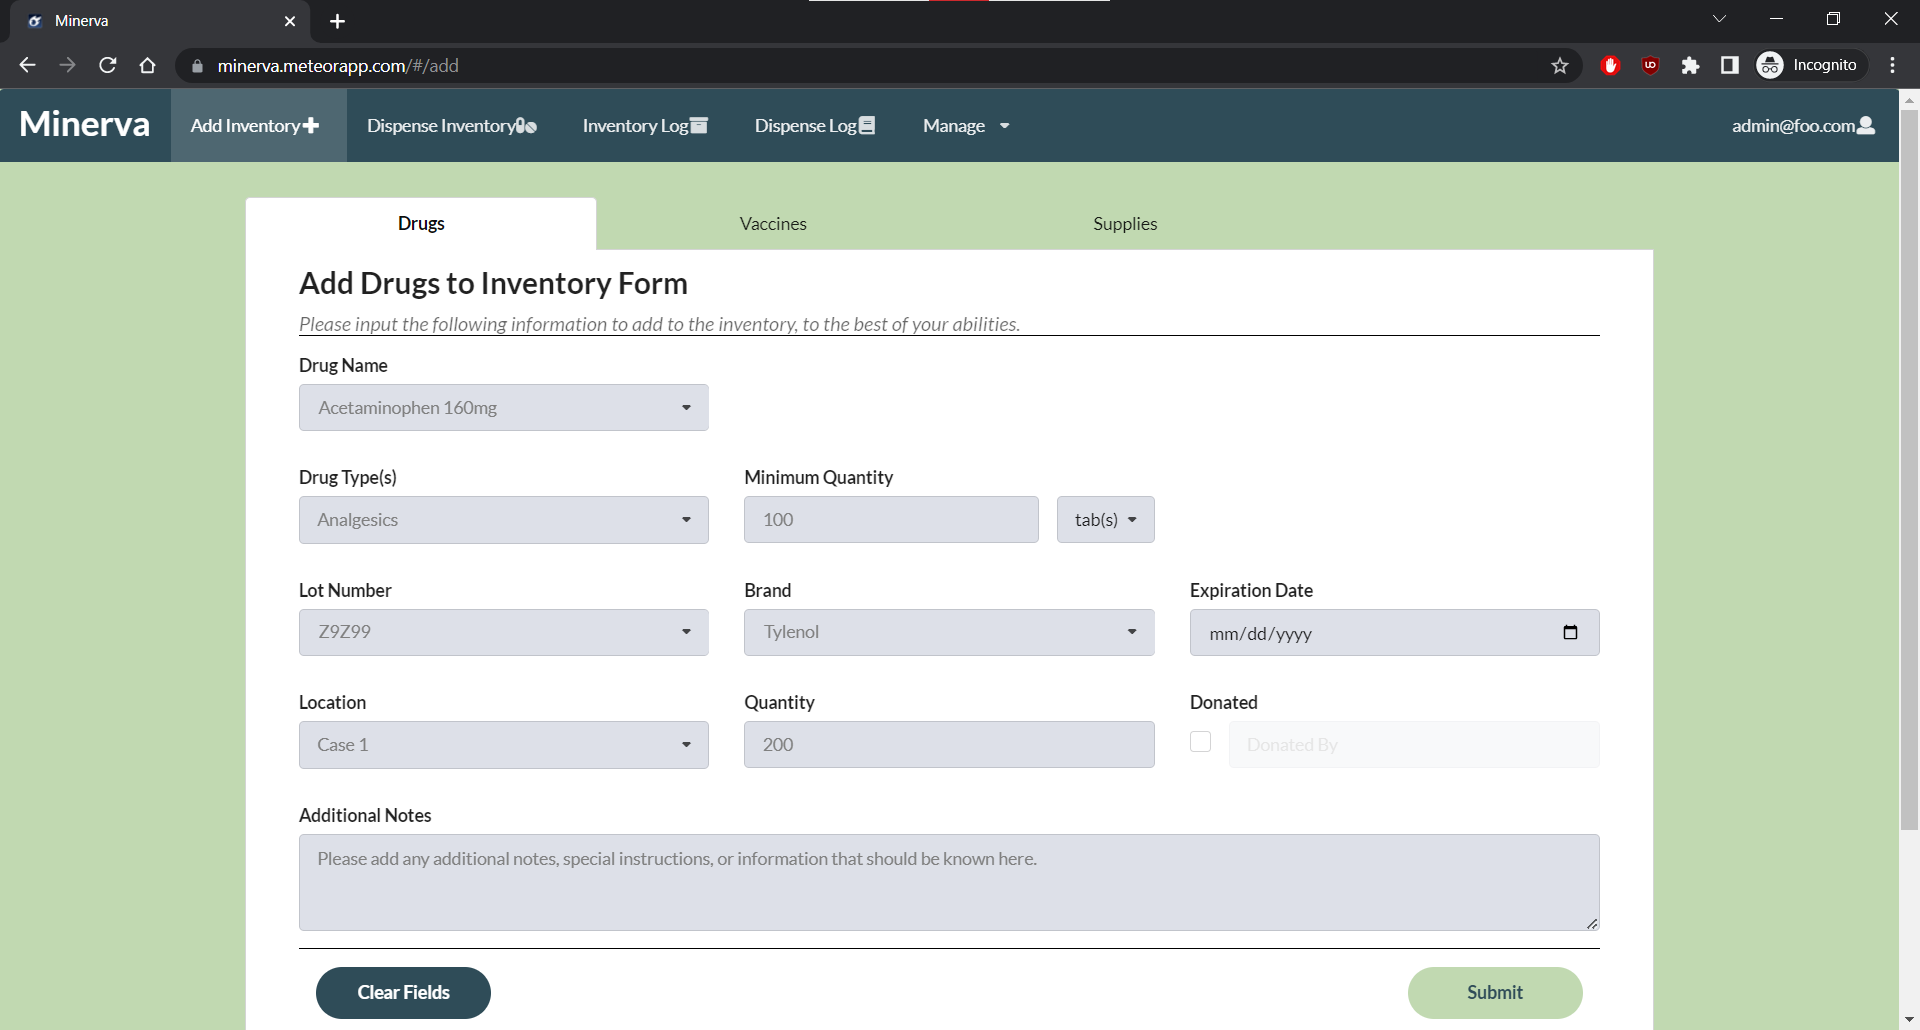 Minerva
minerva.meteorapp.com/#/add
Incognito
Minerva
Add Inventory
Dispense Inventory
Inventory Log
Dispense Log
Manage
admin@foo.com
Drugs
Vaccines
Supplies
Add Drugs to Inventory Form
Please input the following information to add to the inventory, to the best of your abilities.
Drug Name
Acetaminophen 160mg
Drug Type(s)
Minimum Quantity
Analgesics
100
tab(s)
Lot Number
Brand
Expiration Date
Z9Z99
Tylenol
mm/dd/yyyy
Location
Quantity
Donated
Case 1
200
Donated By
Additional Notes
Please add any additional notes, special instructions, or information that should be known here.
Clear Fields
Submit